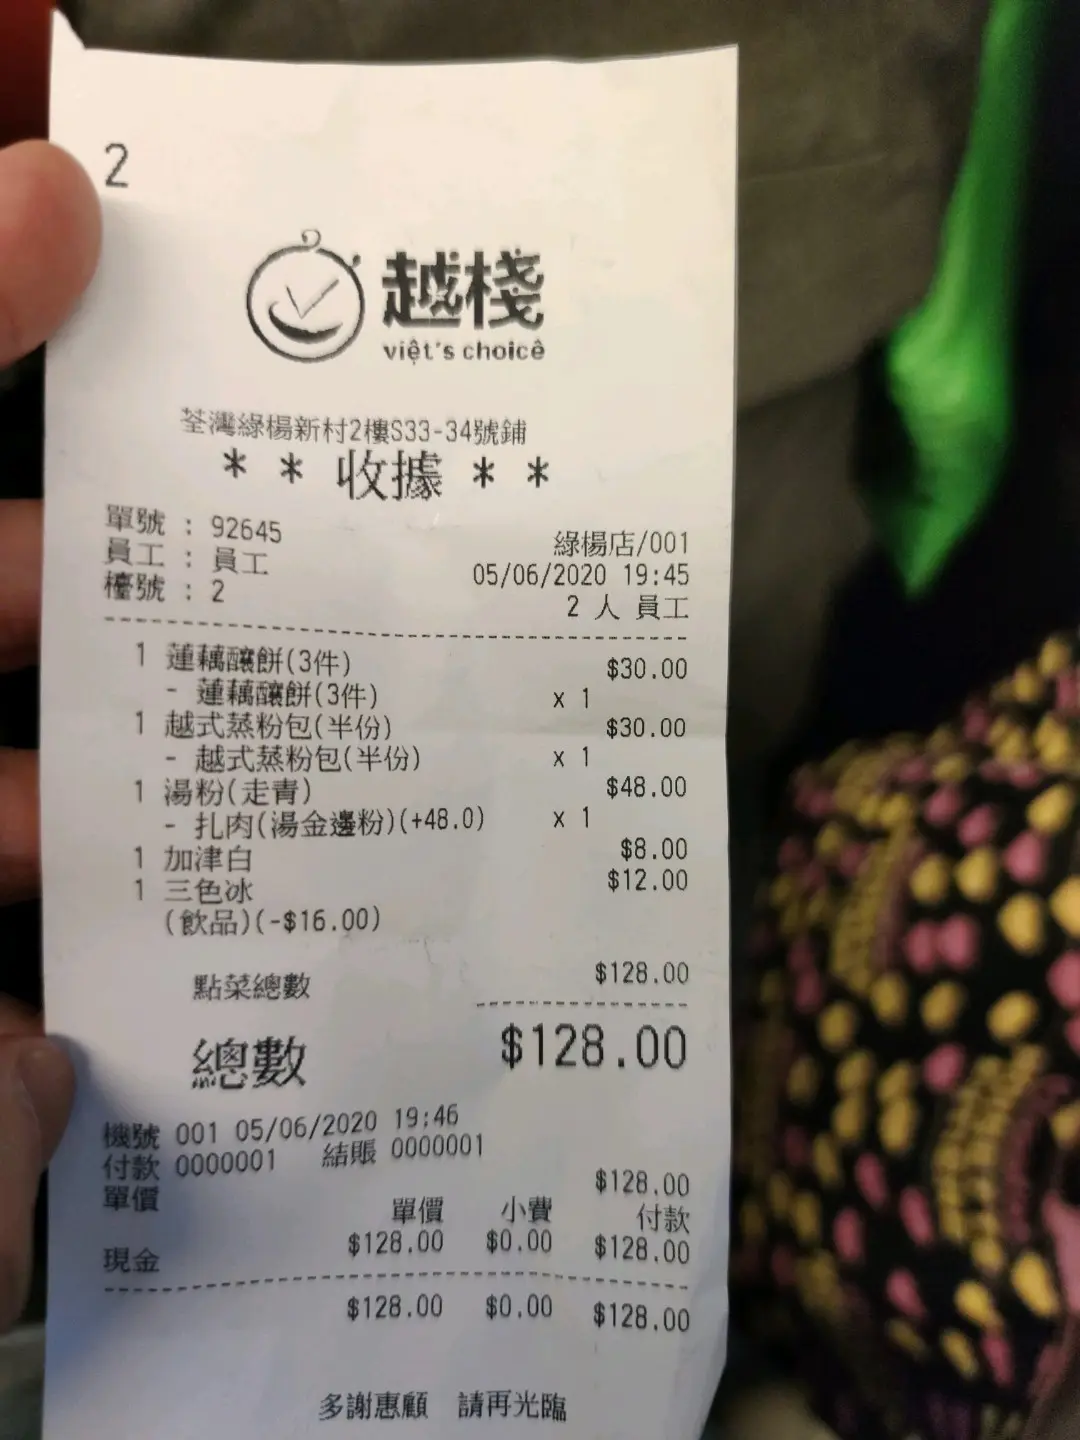 2
越棧
việt's choicê
荃灣綠楊新村2樓S33-34號鋪
* * 收據 * *
單號 : 92645
綠楊店/001
員工 : 員工
05/06/2020 19:45
檯號 : 2
2 人 員工
1 蓮藕釀餅(3件) $30.00
- 蓮藕釀餅(3件) x 1
1 越式蒸粉包(半份) $30.00
- 越式蒸粉包(半份) x 1
1 湯粉(走青) $48.00
- 扎肉(湯金邊粉)(+48.0) x 1
1 加津白 $8.00
1 三色冰 $12.00
(飲品)(-$16.00)
點菜總數 $128.00
總數 $128.00
機號 001 05/06/2020 19:46
付款 0000001 結賬 0000001
單價 $128.00
單價 小費 付款
現金 $128.00 $0.00 $128.00
$128.00 $0.00 $128.00
多謝惠顧 請再光臨